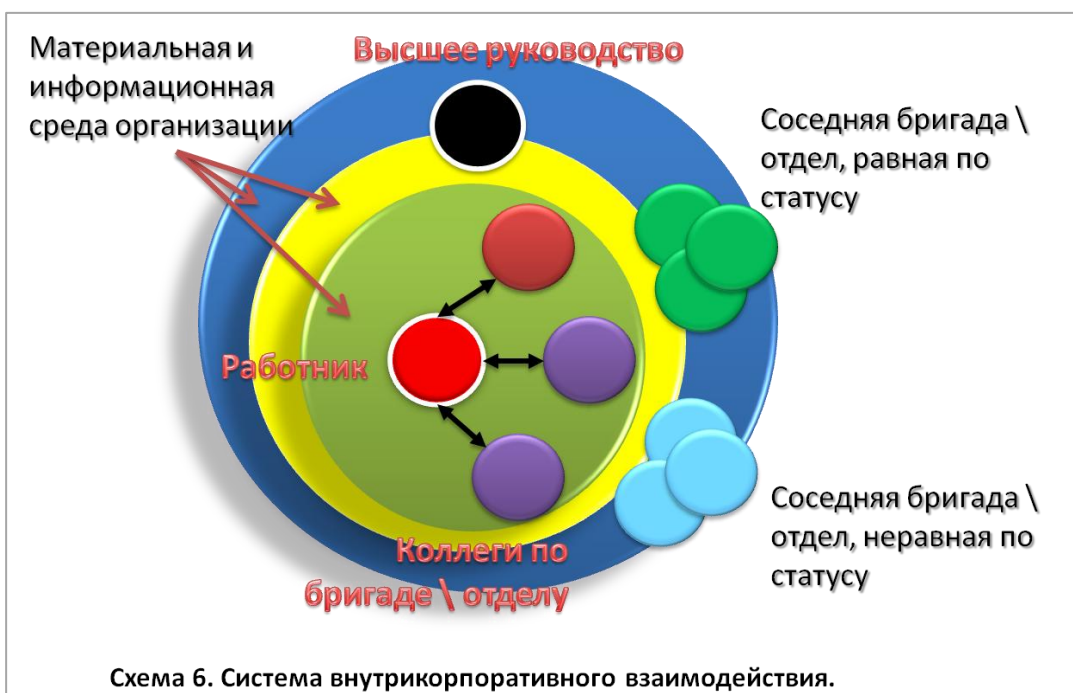 Материальная и
информационная
среда организации
Высшее руководство
Соседняя бригада \
отдел, равная по
статусу
Работник
Коллеги по
бригаде \ отделу
Соседняя бригада \
отдел, неравная по
статусу
Схема 6. Система внутрикорпоративного взаимодействия.